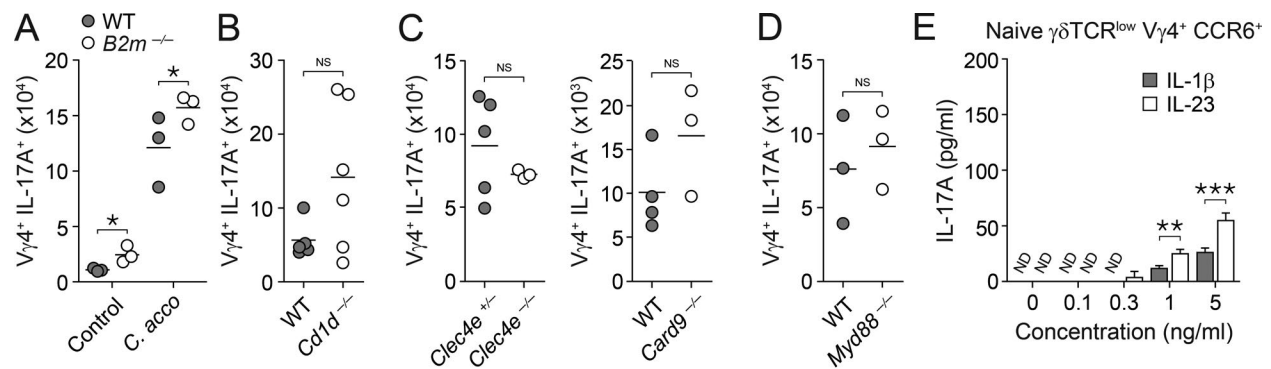 A
WT
B2m −/−
Vγ4+ IL-17A+ (x10⁴)
20
15
10
5
0
*
*
Control
C. acco
B
Vγ4+ IL-17A+ (x10⁴)
30
20
10
0
NS
WT
Cd1d−/−
C
Vγ4+ IL-17A+ (x10⁴)
15
10
5
0
NS
Clec4e+/−
Clec4e−/−
Vγ4+ IL-17A+ (x10³)
25
20
15
10
5
0
NS
WT
Card9−/−
D
Vγ4+ IL-17A+ (x10⁴)
15
10
5
0
NS
WT
Myd88−/−
E
Naive γδTCRlow Vγ4+ CCR6+
IL-17A (pg/ml)
200
150
100
50
0
IL-1β
IL-23
ND ND ND ND ND
**
***
0 0.1 0.3 1 5
Concentration (ng/ml)